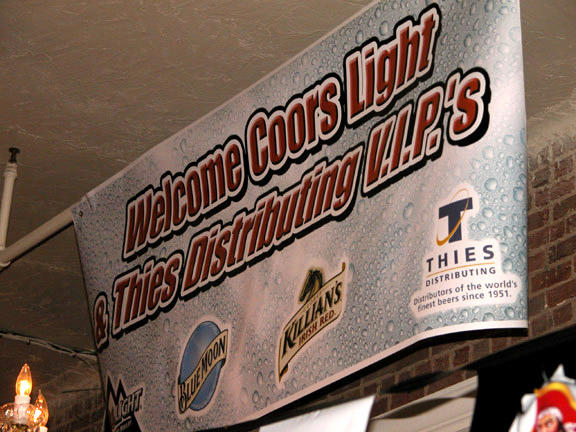 Welcome Coors Light
& Thies Distributing V.I.P.'s
LIGHT
BLUE MOON
KILLIAN'S
IRISH RED
T
THIES
DISTRIBUTING
Distributors of the world's
finest beers since 1951.